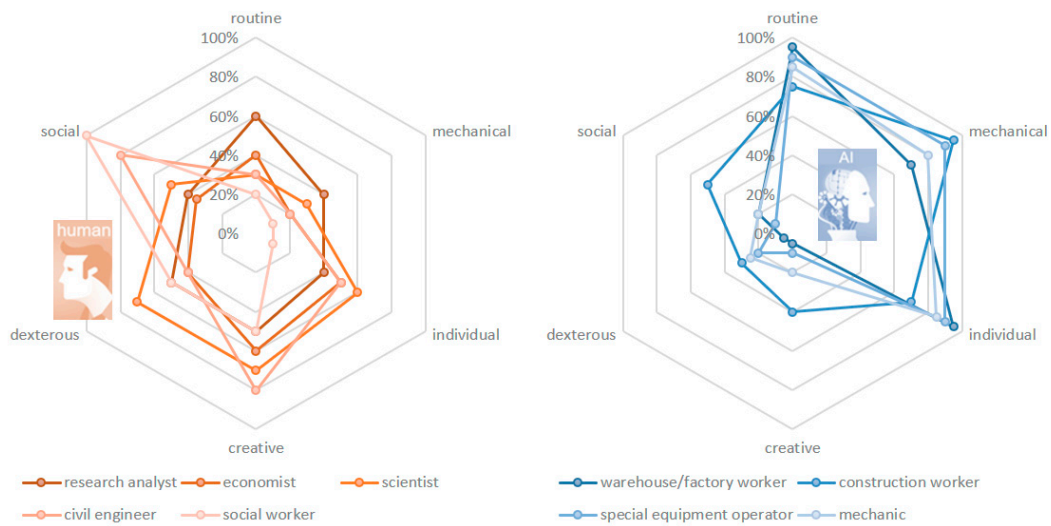 routine
100%
80%
60%
40%
20%
0%
social
mechanical
human
dexterous
individual
creative
research analyst
economist
scientist
civil engineer
social worker
routine
100%
80%
60%
40%
20%
0%
social
mechanical
AI
dexterous
individual
creative
warehouse/factory worker
construction worker
special equipment operator
mechanic